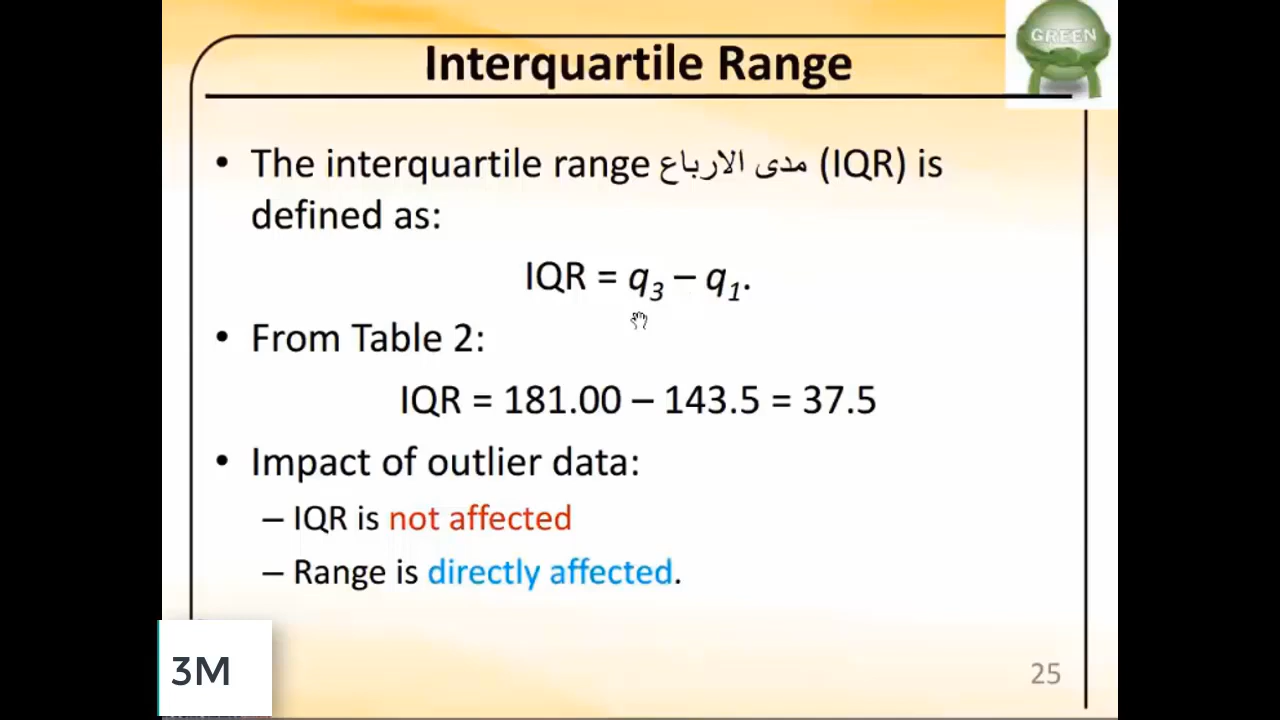 GREEN
Interquartile Range
• The interquartile range مدى الارباع (IQR) is
defined as:
IQR = q3 – q1.
• From Table 2:
IQR = 181.00 – 143.5 = 37.5
• Impact of outlier data:
– IQR is not affected
– Range is directly affected.
3M
25